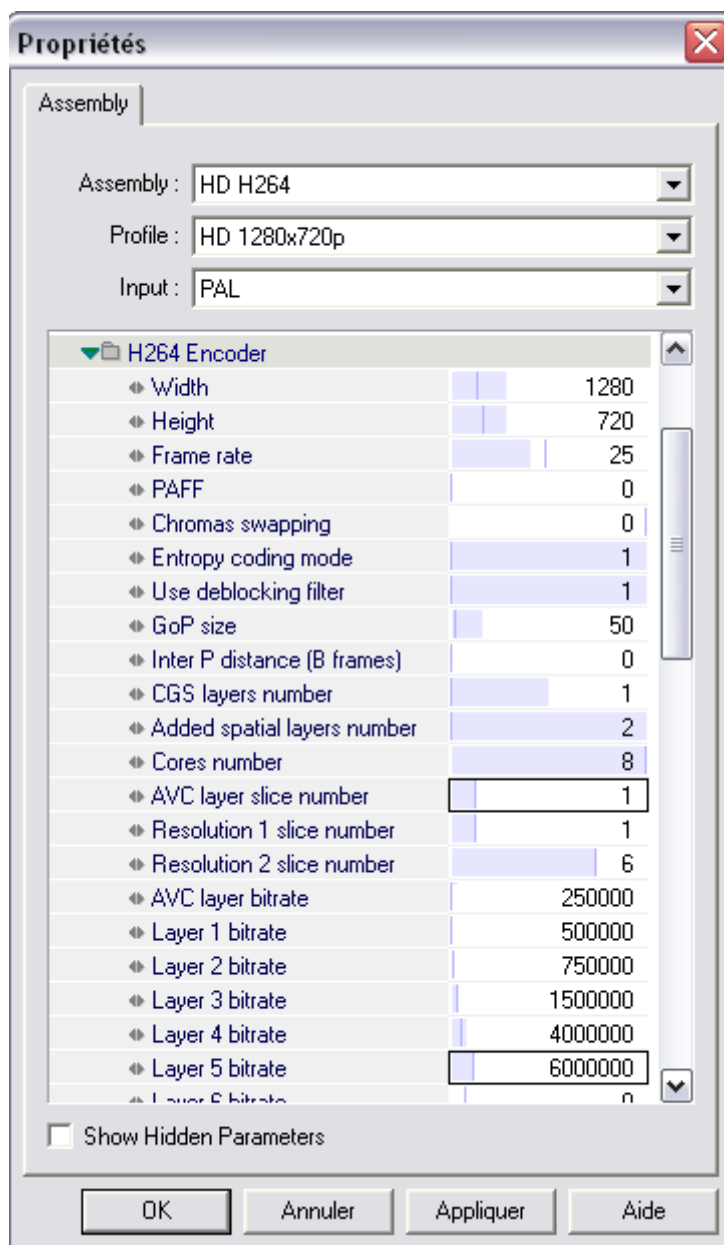 Propriétés
Assembly
Assembly : HD H264
Profile : HD 1280x720p
Input : PAL
H264 Encoder
Width 1280
Height 720
Frame rate 25
PAFF 0
Chromas swapping 0
Entropy coding mode 1
Use deblocking filter 1
GoP size 50
Inter P distance (B frames) 0
CGS layers number 1
Added spatial layers number 2
Cores number 8
AVC layer slice number 1
Resolution 1 slice number 1
Resolution 2 slice number 6
AVC layer bitrate 250000
Layer 1 bitrate 500000
Layer 2 bitrate 750000
Layer 3 bitrate 1500000
Layer 4 bitrate 4000000
Layer 5 bitrate 6000000
Layer 6 bitrate 0
Show Hidden Parameters
OK Annuler Appliquer Aide